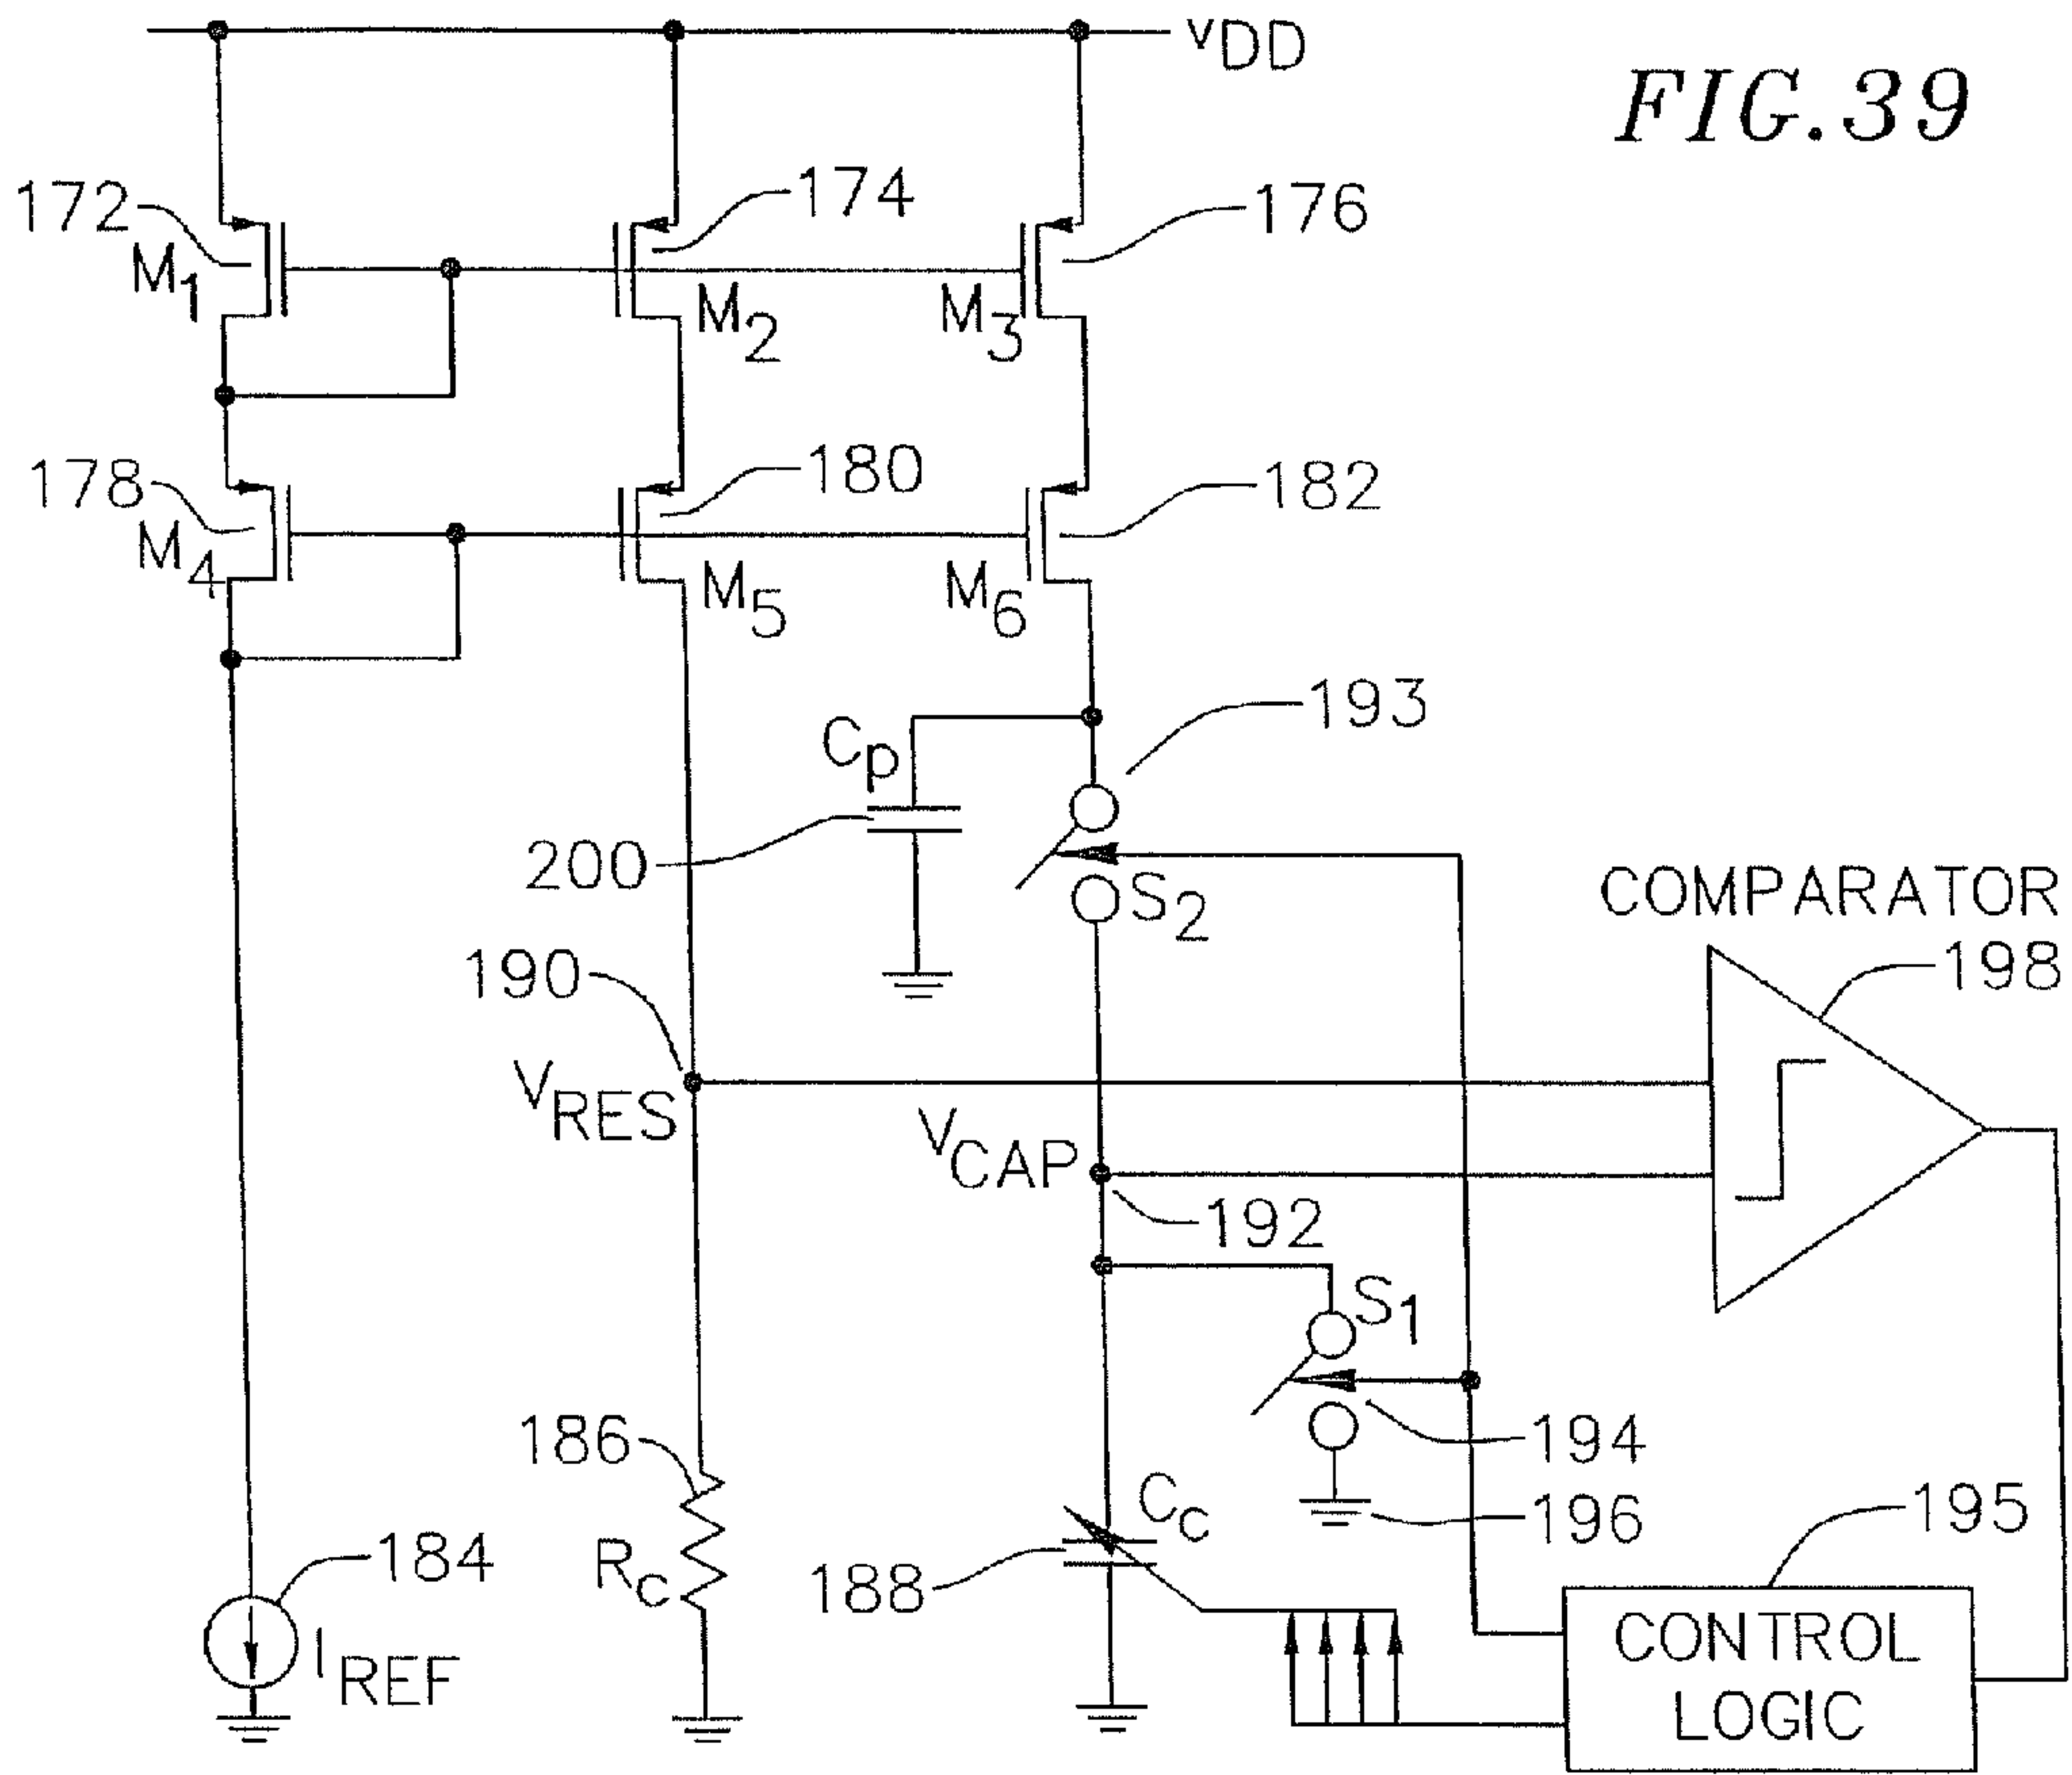 VDD
FIG.39
172
174
176
M1
M2
M3
178
180
182
M4
M5
M6
193
CP
200
S2
COMPARATOR
198
190
VRES
VCAP
192
S1
194
186
CC
196
195
184
RC
188
IREF
CONTROL
LOGIC